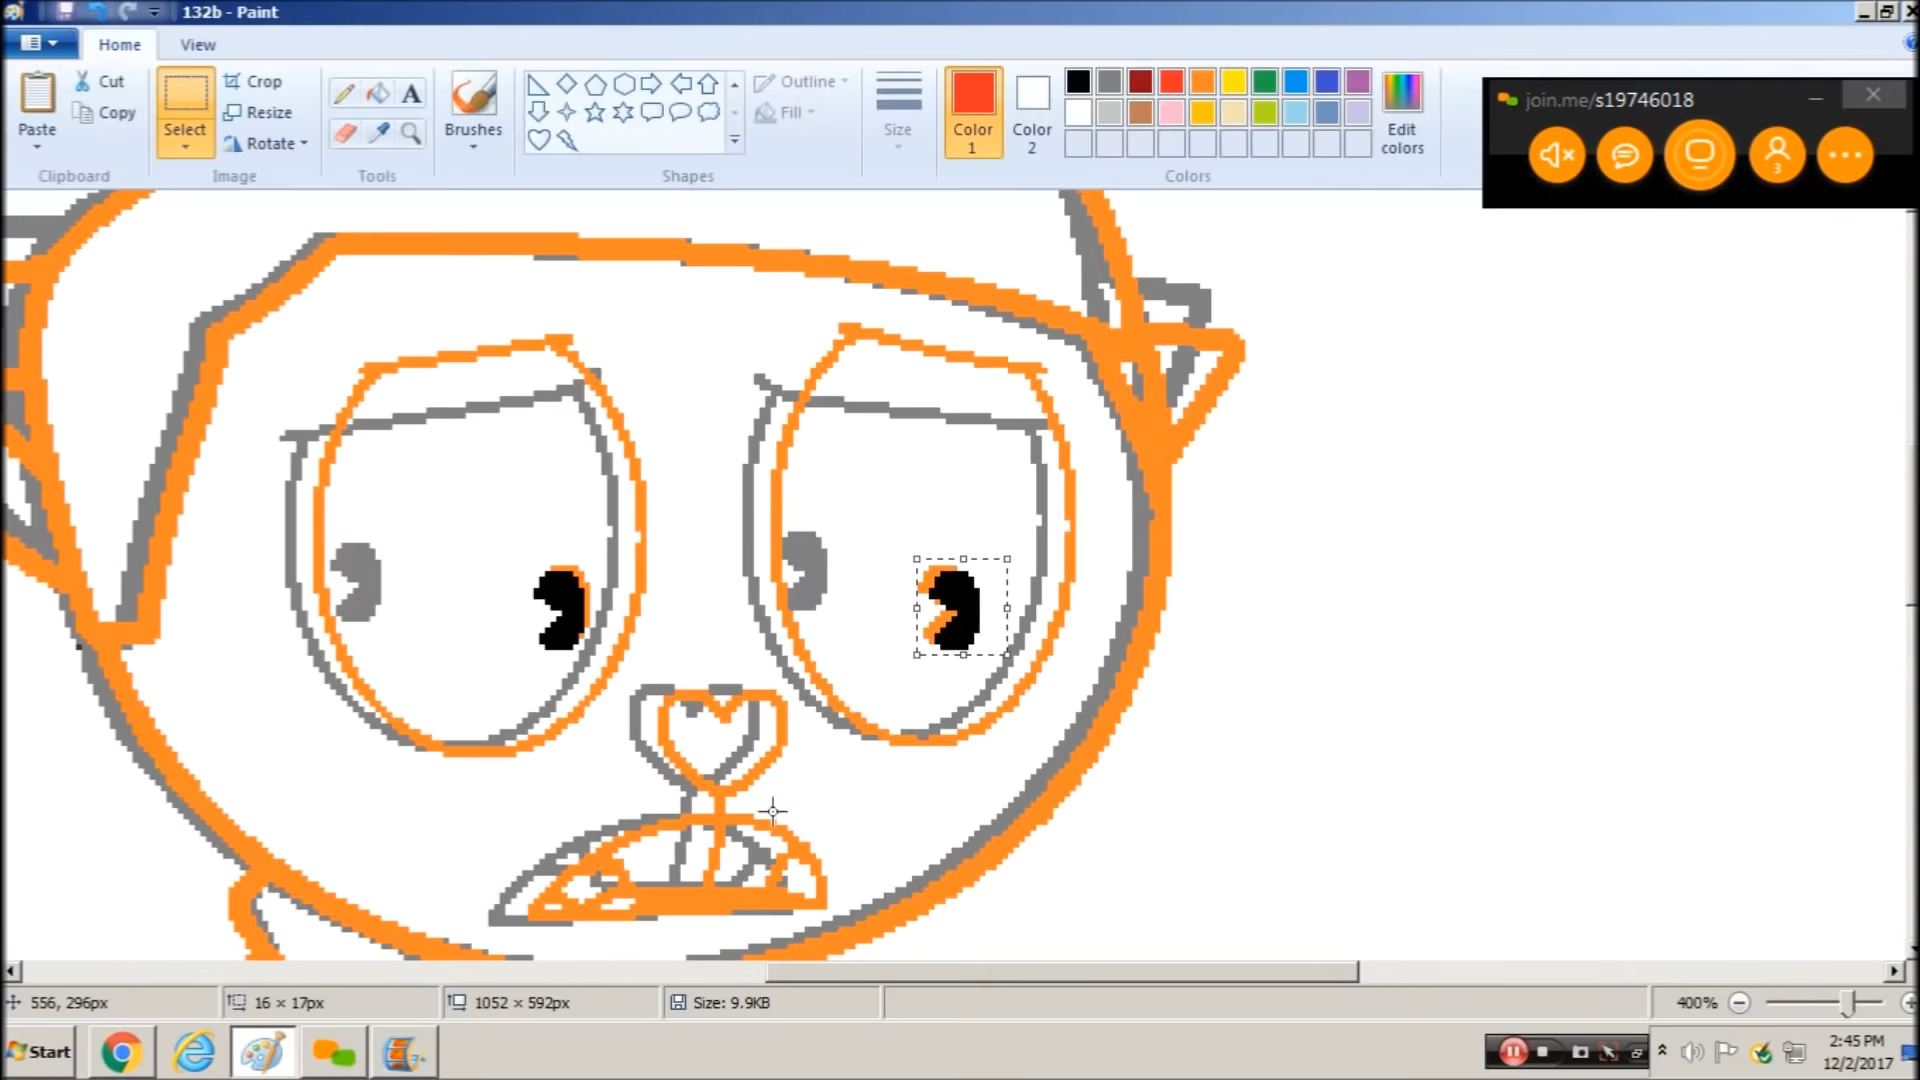 132b - Paint
Home View
Paste
Cut
Copy
Clipboard
Select
Crop
Resize
Rotate
Image
A
Tools
Brushes
Shapes
Outline
Fill
Size
Color 1
Color 2
Edit colors
Colors
join.me/s19746018
3
556, 296px
16 × 17px
1052 × 592px
Size: 9.9KB
400%
Start
2:45 PM
12/2/2017